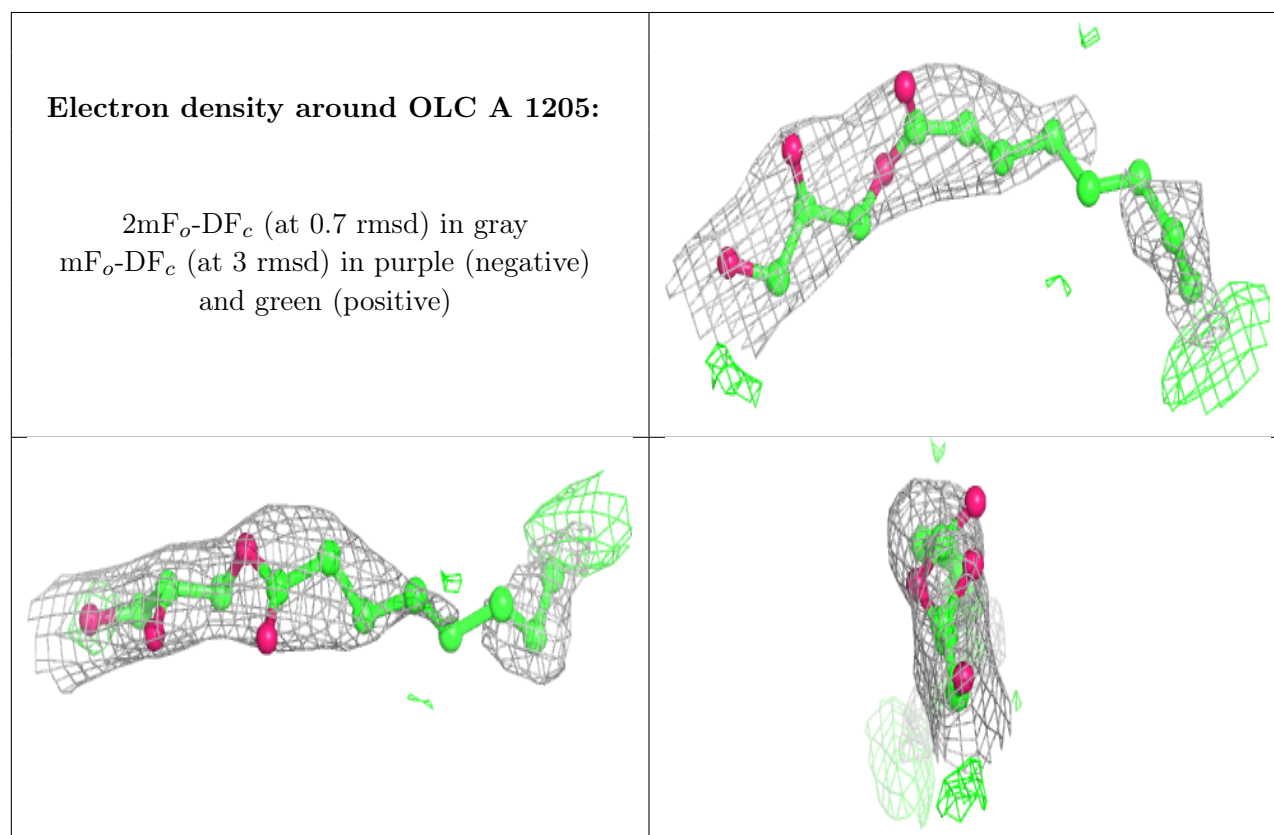 Electron density around OLC A 1205:
2mFo-DFc (at 0.7 rmsd) in gray
mFo-DFc (at 3 rmsd) in purple (negative)
and green (positive)